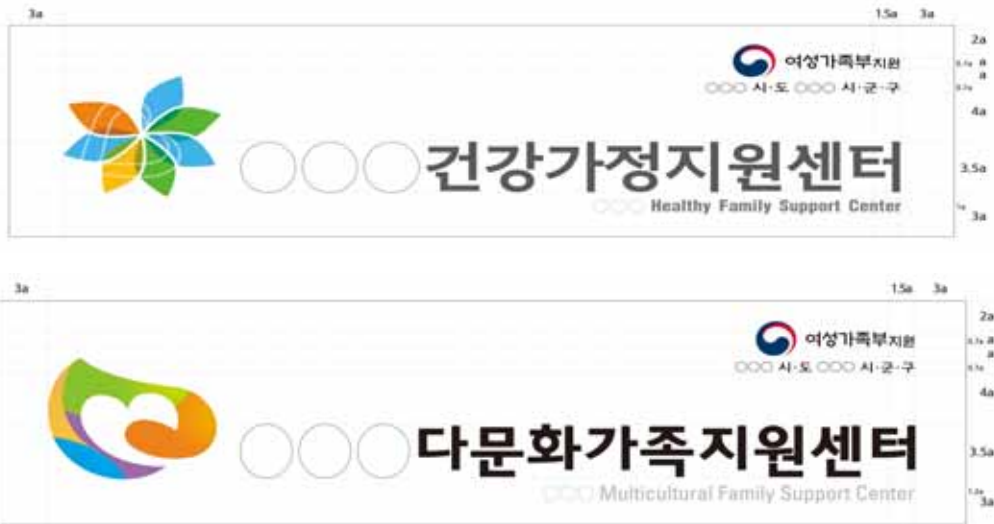 3a 1.5a 3a
2a
여성가족부지원
a
a
○○○ 시·도 ○○○ 시·군·구
4a
○○○건강가정지원센터
3.5a
○○○ Healthy Family Support Center
3a
3a 1.5a 3a
2a
여성가족부지원
a
a
○○○ 시·도 ○○○ 시·군·구
4a
○○○다문화가족지원센터
3.5a
○○○ Multicultural Family Support Center
3a